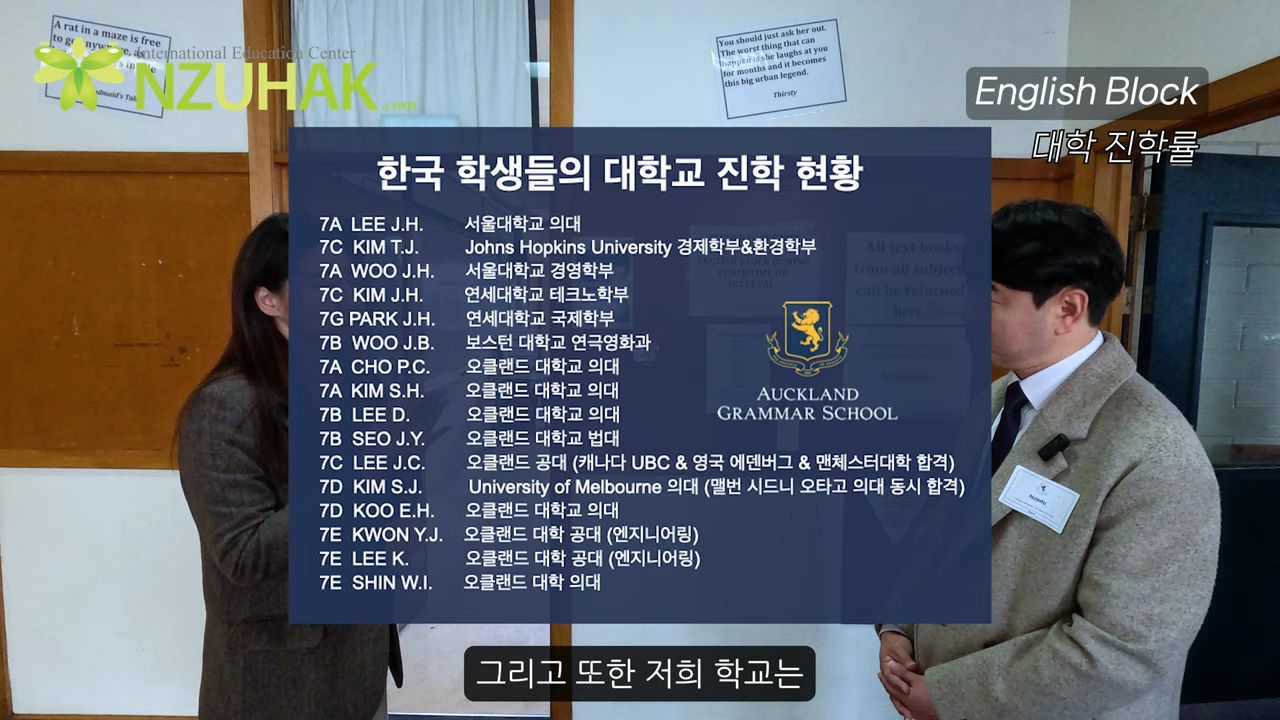 A rat in a maze is free
to go anywhere, as
International Education Center
NZUHAK.com
You should just ask her out.
The worst thing that can
happen is she laughs at you
for months and it becomes
this big urban legend.
Thirsty
English Block
대학 진학률
한국 학생들의 대학교 진학 현황
7A LEE J.H. 서울대학교 의대
7C KIM T.J. Johns Hopkins University 경제학부&환경학부
7A WOO J.H. 서울대학교 경영학부
7C KIM J.H. 연세대학교 테크노학부
7G PARK J.H. 연세대학교 국제학부
7B WOO J.B. 보스턴 대학교 연극영화과
7A CHO P.C. 오클랜드 대학교 의대
7A KIM S.H. 오클랜드 대학교 의대
7B LEE D. 오클랜드 대학교 의대
7B SEO J.Y. 오클랜드 대학교 법대
7C LEE J.C. 오클랜드 공대 (캐나다 UBC & 영국 에덴버그 & 맨체스터대학 합격)
7D KIM S.J. University of Melbourne 의대 (맬번 시드니 오타고 의대 동시 합격)
7D KOO E.H. 오클랜드 대학교 의대
7E KWON Y.J. 오클랜드 대학 공대 (엔지니어링)
7E LEE K. 오클랜드 대학 공대 (엔지니어링)
7E SHIN W.I. 오클랜드 대학 의대
AUCKLAND
GRAMMAR SCHOOL
ENGLISH BLOCK DURING
LUNCHTIME OR
INTERVAL
All text books
from all subject
can be returned
here.
NZinfo
그리고 또한 저희 학교는